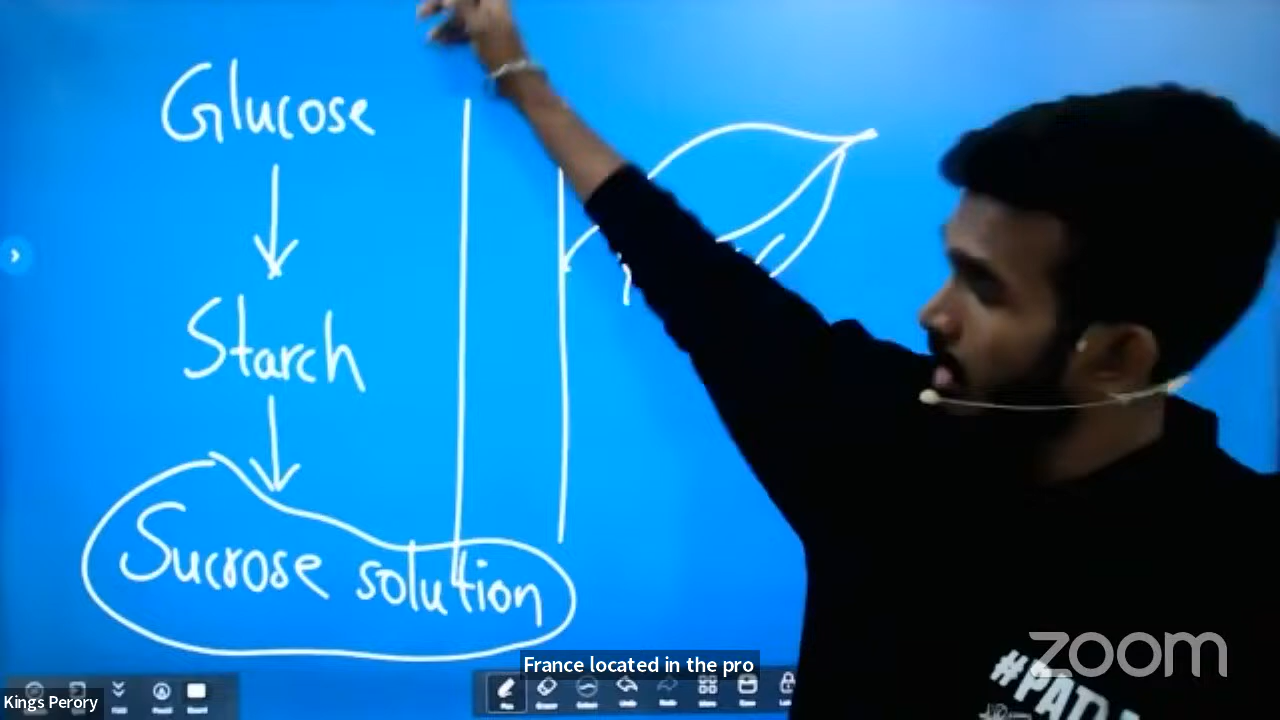 Glucose
Starch
Sucrose solution
France located in the pro
Kings Perory
zoom